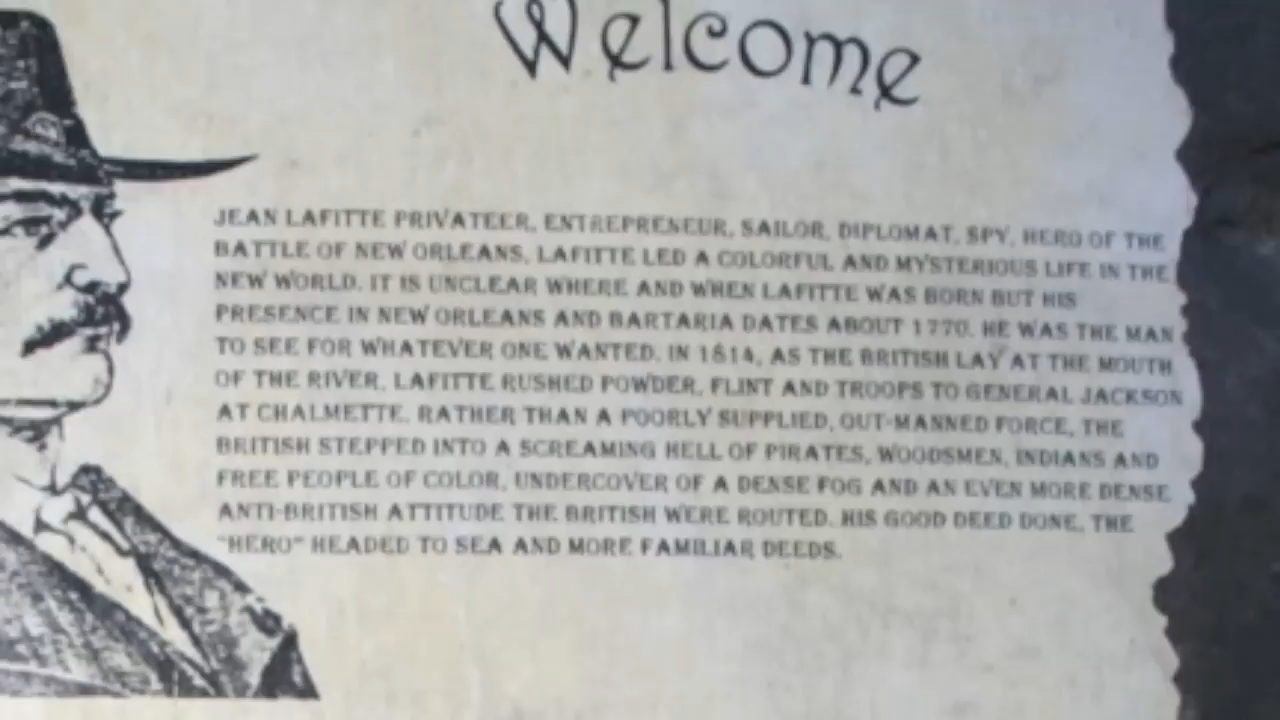 Welcome
JEAN LAFITTE PRIVATEER, ENTREPRENEUR, SAILOR, DIPLOMAT, SPY, HERO OF THE
BATTLE OF NEW ORLEANS, LAFITTE LED A COLORFUL AND MYSTERIOUS LIFE IN THE
NEW WORLD. IT IS UNCLEAR WHERE AND WHEN LAFITTE WAS BORN BUT HIS
PRESENCE IN NEW ORLEANS AND BARTARIA DATES ABOUT 1770. HE WAS THE MAN
TO SEE FOR WHATEVER ONE WANTED. IN 1814, AS THE BRITISH LAY AT THE MOUTH
OF THE RIVER, LAFITTE RUSHED POWDER, FLINT AND TROOPS TO GENERAL JACKSON
AT CHALMETTE. RATHER THAN A POORLY SUPPLIED, OUT-MANNED FORCE, THE
BRITISH STEPPED INTO A SCREAMING HELL OF PIRATES, WOODSMEN, INDIANS AND
FREE PEOPLE OF COLOR, UNDERCOVER OF A DENSE FOG AND AN EVEN MORE DENSE
ANTI-BRITISH ATTITUDE THE BRITISH WERE ROUTED. HIS GOOD DEED DONE, THE
"HERO" HEADED TO SEA AND MORE FAMILIAR DEEDS.